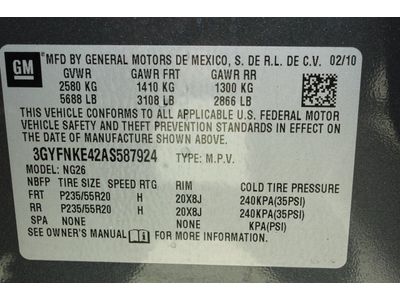 GM MFD BY GENERAL MOTORS DE MEXICO, S. DE R.L. DE C.V. 02/10
GVWR GAWR FRT GAWR RR
2580 KG 1410 KG 1300 KG
5688 LB 3108 LB 2866 LB
THIS VEHICLE CONFORMS TO ALL APPLICABLE U.S. FEDERAL MOTOR
VEHICLE SAFETY AND THEFT PREVENTION STANDARDS IN EFFECT ON
THE DATE OF MANUFACTURE SHOWN ABOVE.
3GYFNKE42AS587924 TYPE: M.P.V.
MODEL: NG26
NBFP TIRE SIZE SPEED RTG RIM COLD TIRE PRESSURE
FRT P235/55R20 H 20X8J 240KPA(35PSI)
RR P235/55R20 H 20X8J 240KPA(35PSI)
SPA NONE NONE KPA(PSI)
SEE OWNER'S MANUAL FOR MORE INFORMATION.